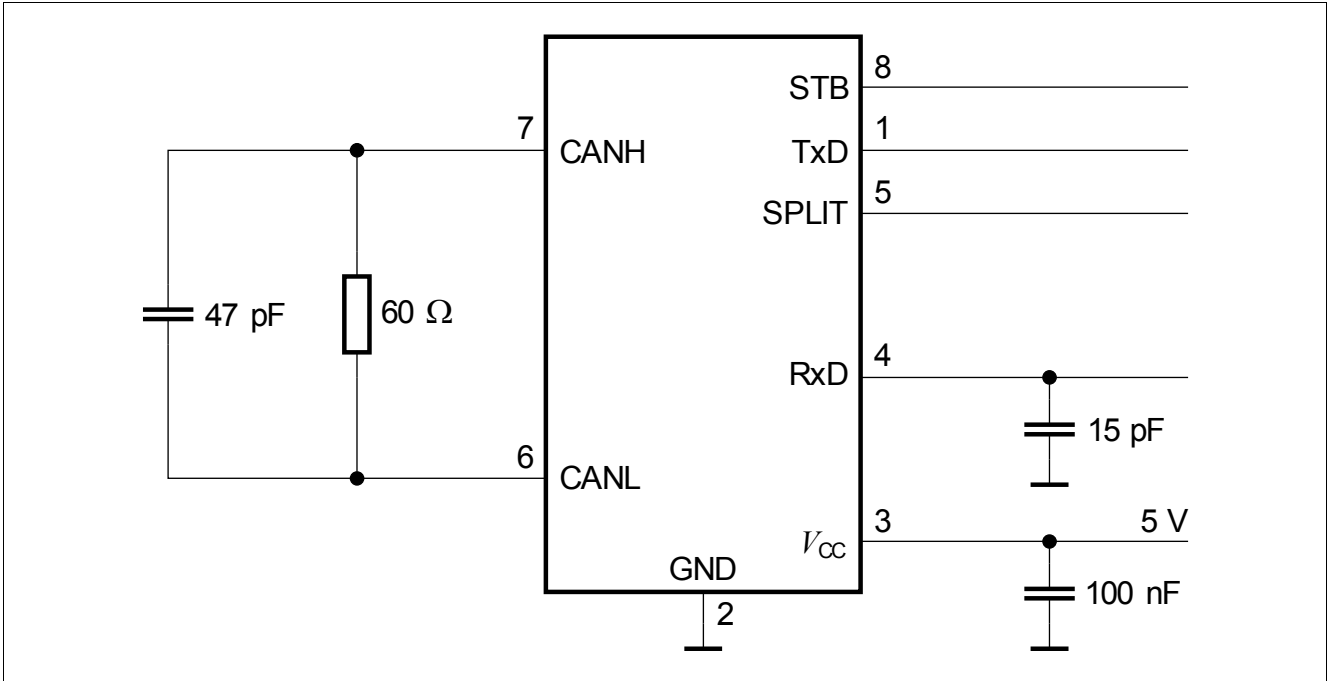 8
STB
7
1
CANH
TxD
5
SPLIT
47 pF
60 Ω
4
RxD
15 pF
6
CANL
3
5 V
VCC
GND
100 nF
2